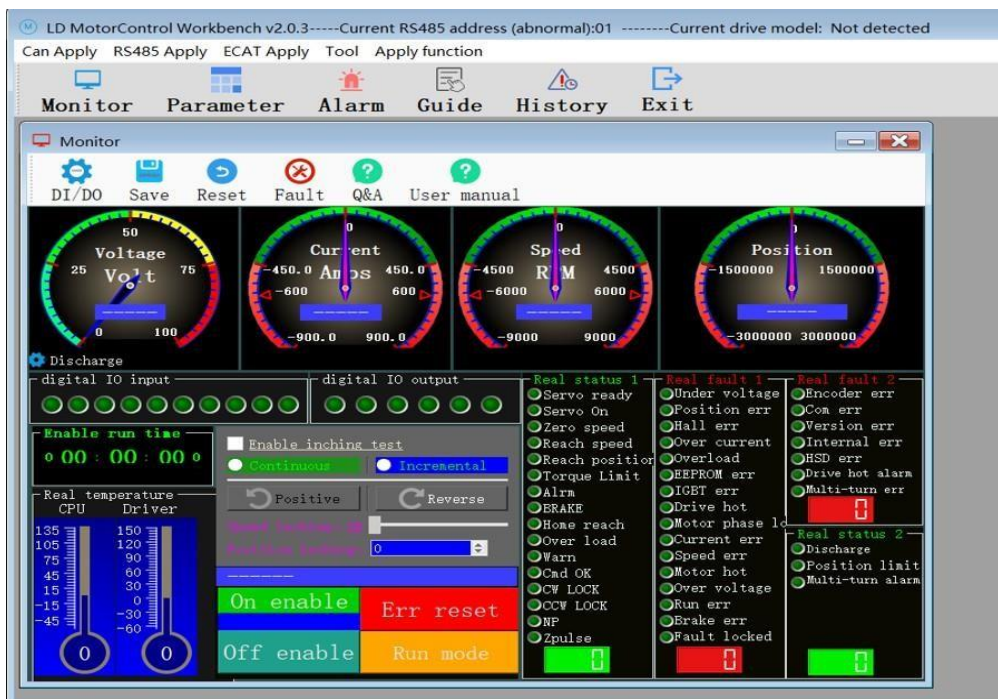 LD MotorControl Workbench v2.0.3-----Current RS485 address (abnormal):01 --------Current drive model: Not detected
Can Apply RS485 Apply ECAT Apply Tool Apply function
Monitor Parameter Alarm Guide History Exit
Monitor
DI/DO Save Reset Fault Q&A User manual
Voltage
Volt
0 25 50 75 100
-----
Discharge
Current
Amps
0
-450.0 450.0
-600 600
-----
-900.0 900.0
Speed
RPM
0
-4500 4500
-6000 6000
-----
-9000 9000
Position
0
-1500000 1500000
-----
-3000000 3000000
digital IO input
digital IO output
Enable run time
00 : 00 : 00 0
Real temperature
CPU Driver
135 150
105 120
75 90
45 60
15 30
-15 0
-45 -30
-60
0 0
Enable inching test
Continuous Incremental
Positive Reverse
0
------
On enable Err reset
Off enable Run mode
Real status 1
Servo ready
Servo On
Zero speed
Reach speed
Reach position
Torque Limit
Alrm
BRAKE
Home reach
Over load
Warn
Cmd OK
CW LOCK
CCW LOCK
NP
Zpulse
0
Real fault 1
Under voltage
Position err
Hall err
Over current
Overload
EEPROM err
IGBT err
Drive hot
Motor phase lo
Current err
Speed err
Motor hot
Over voltage
Run err
Brake err
Fault locked
0
Real fault 2
Encoder err
Com err
Version err
Internal err
HSD err
Drive hot alarm
Multi-turn err
0
Real status 2
Discharge
Position limit
Multi-turn alarm
0